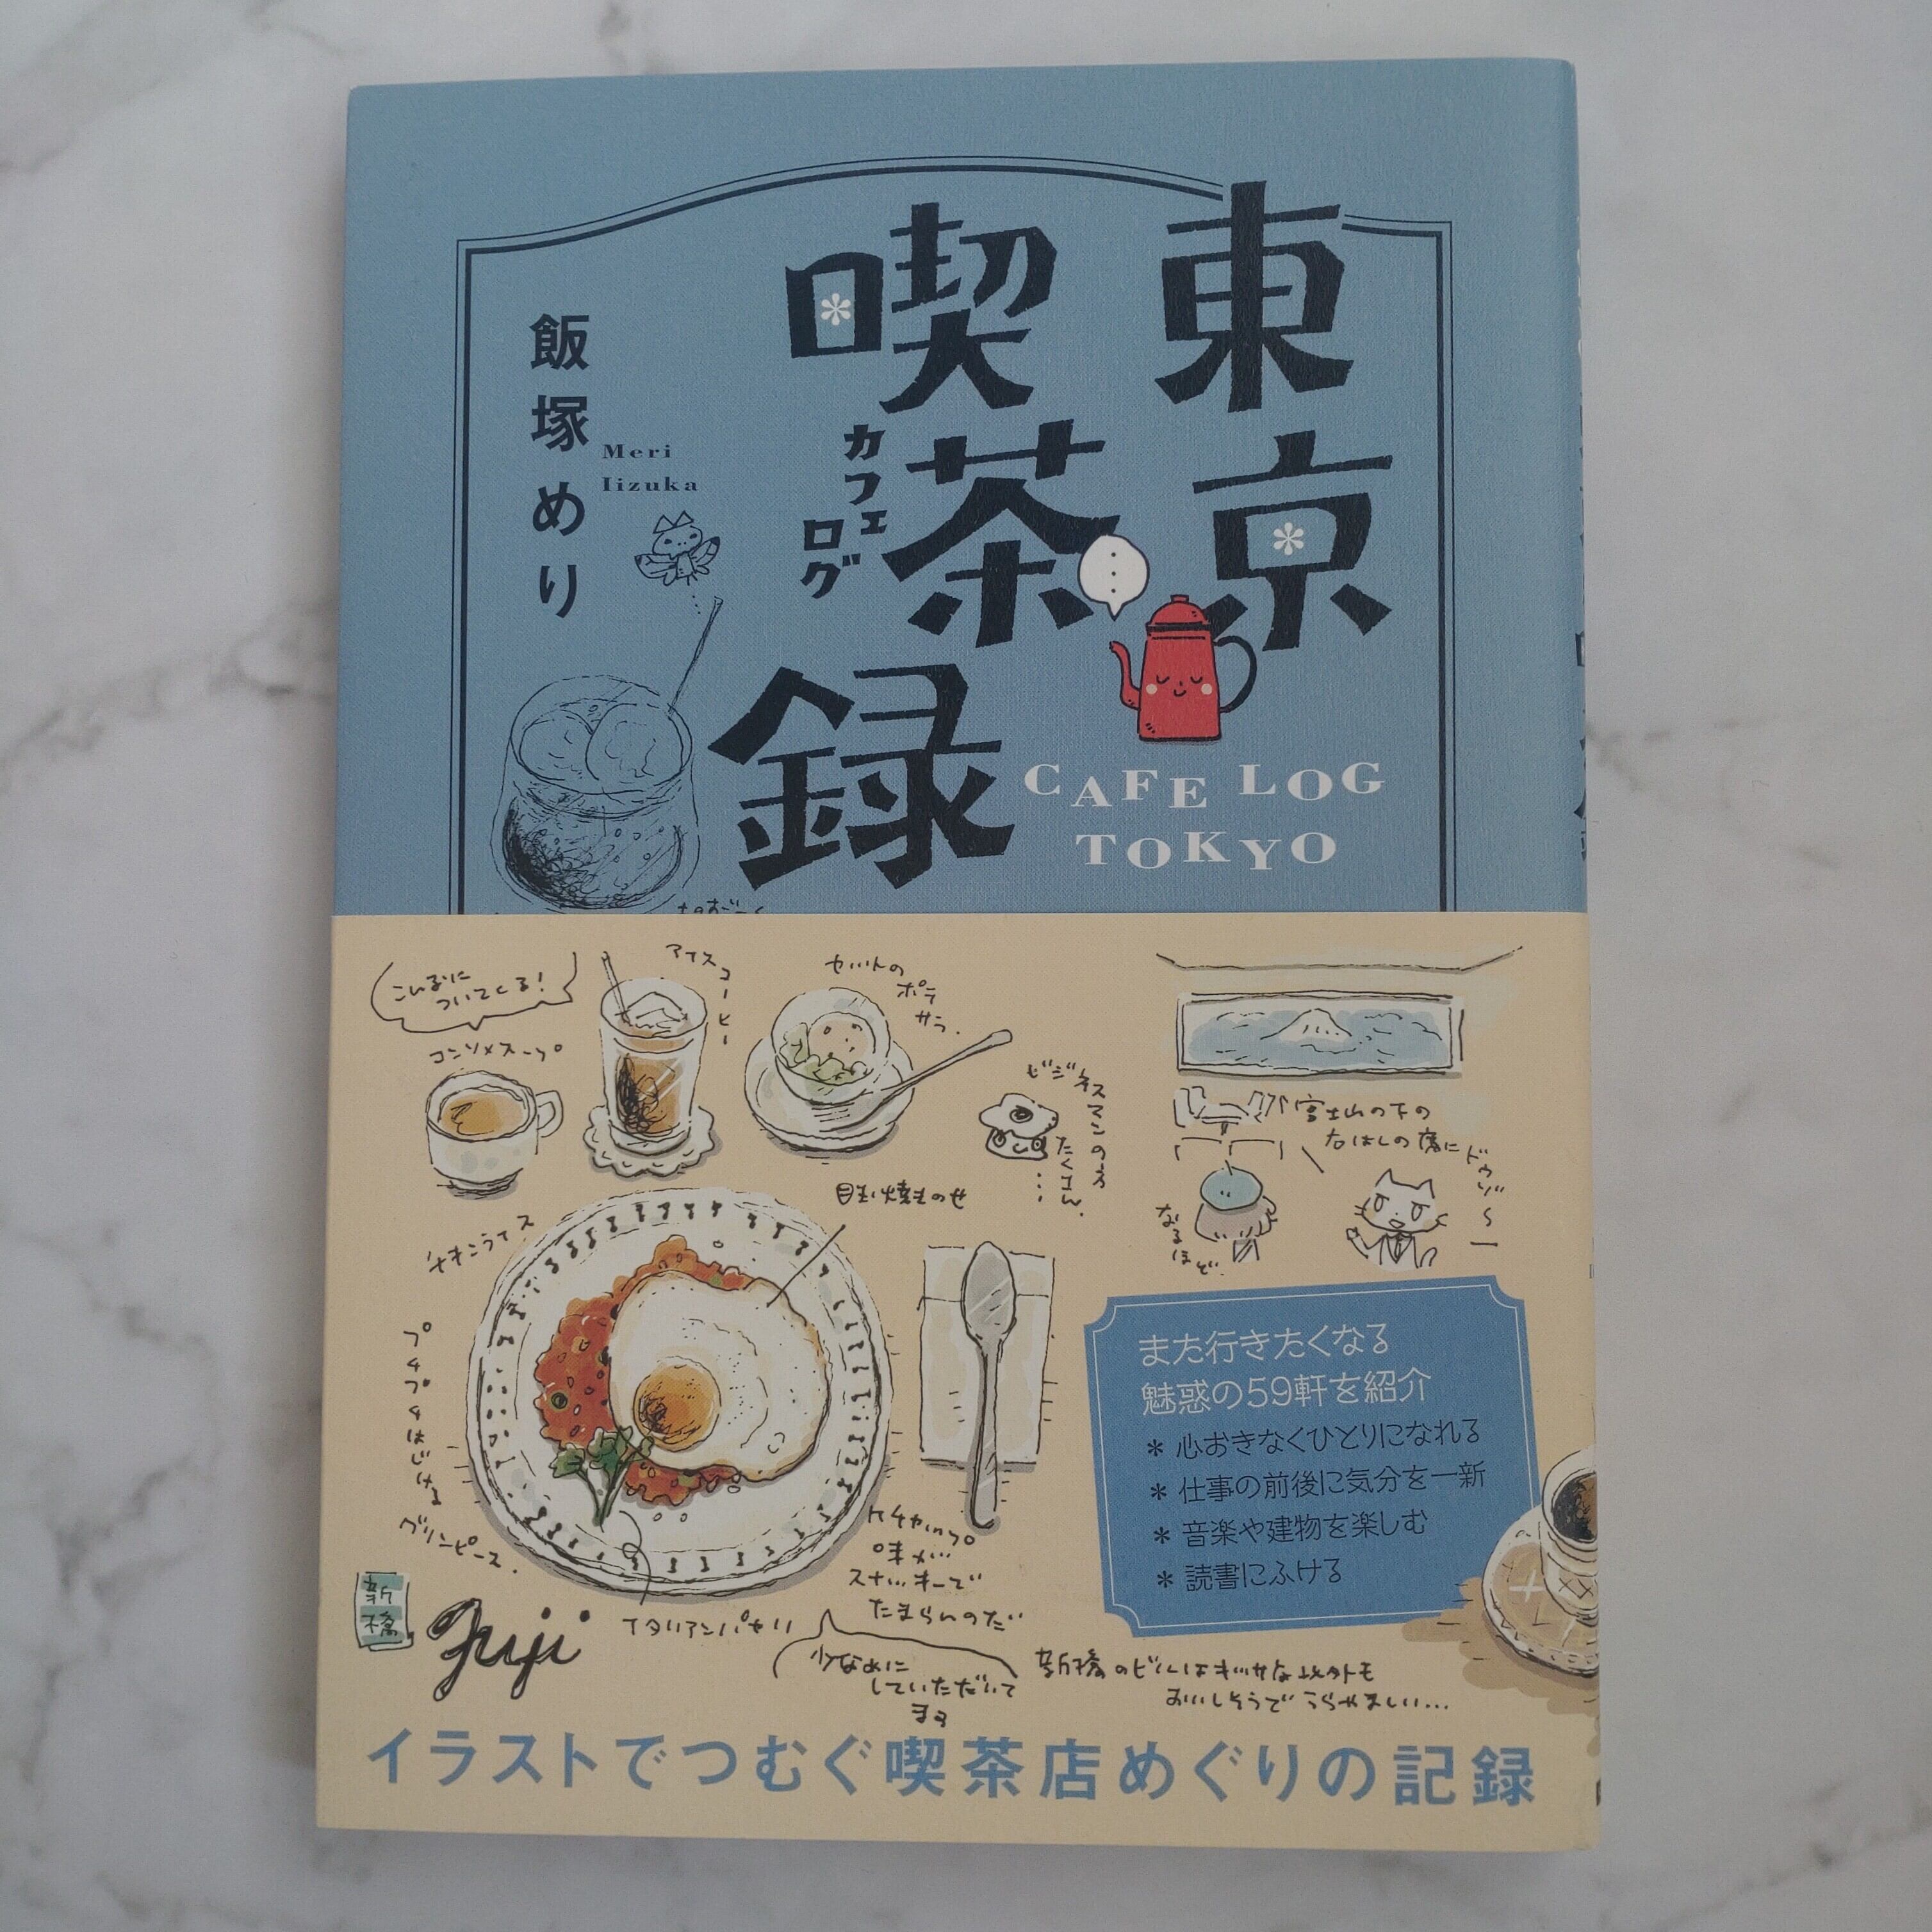 東京
喫茶
録
カフェ
ログ
飯塚めり
Meri
Iizuka
CAFE LOG
TOKYO
こんなに
ついてくる!
コンソメスープ
アイスコーヒー
セットの
ポテ
サラ.
ビジネスマンの方
たくさん.
富士山の下の
右はしの席に
ドウゾ〜
なるほど.
目玉焼きのせ
チキンライス
プチプチはじける
グリンピース.
ケチャップ
味が…
スナッキーで
たまらんのだ
イタリアンパセリ
少なめに
していただいて
ます
新橋
Fuji
新橋のビルはキッサな以外も
おいしそうで うらやましい…
また行きたくなる
魅惑の59軒を紹介
* 心おきなくひとりになれる
* 仕事の前後に気分を一新
* 音楽や建物を楽しむ
* 読書にふける
イラストでつむぐ喫茶店めぐりの記録